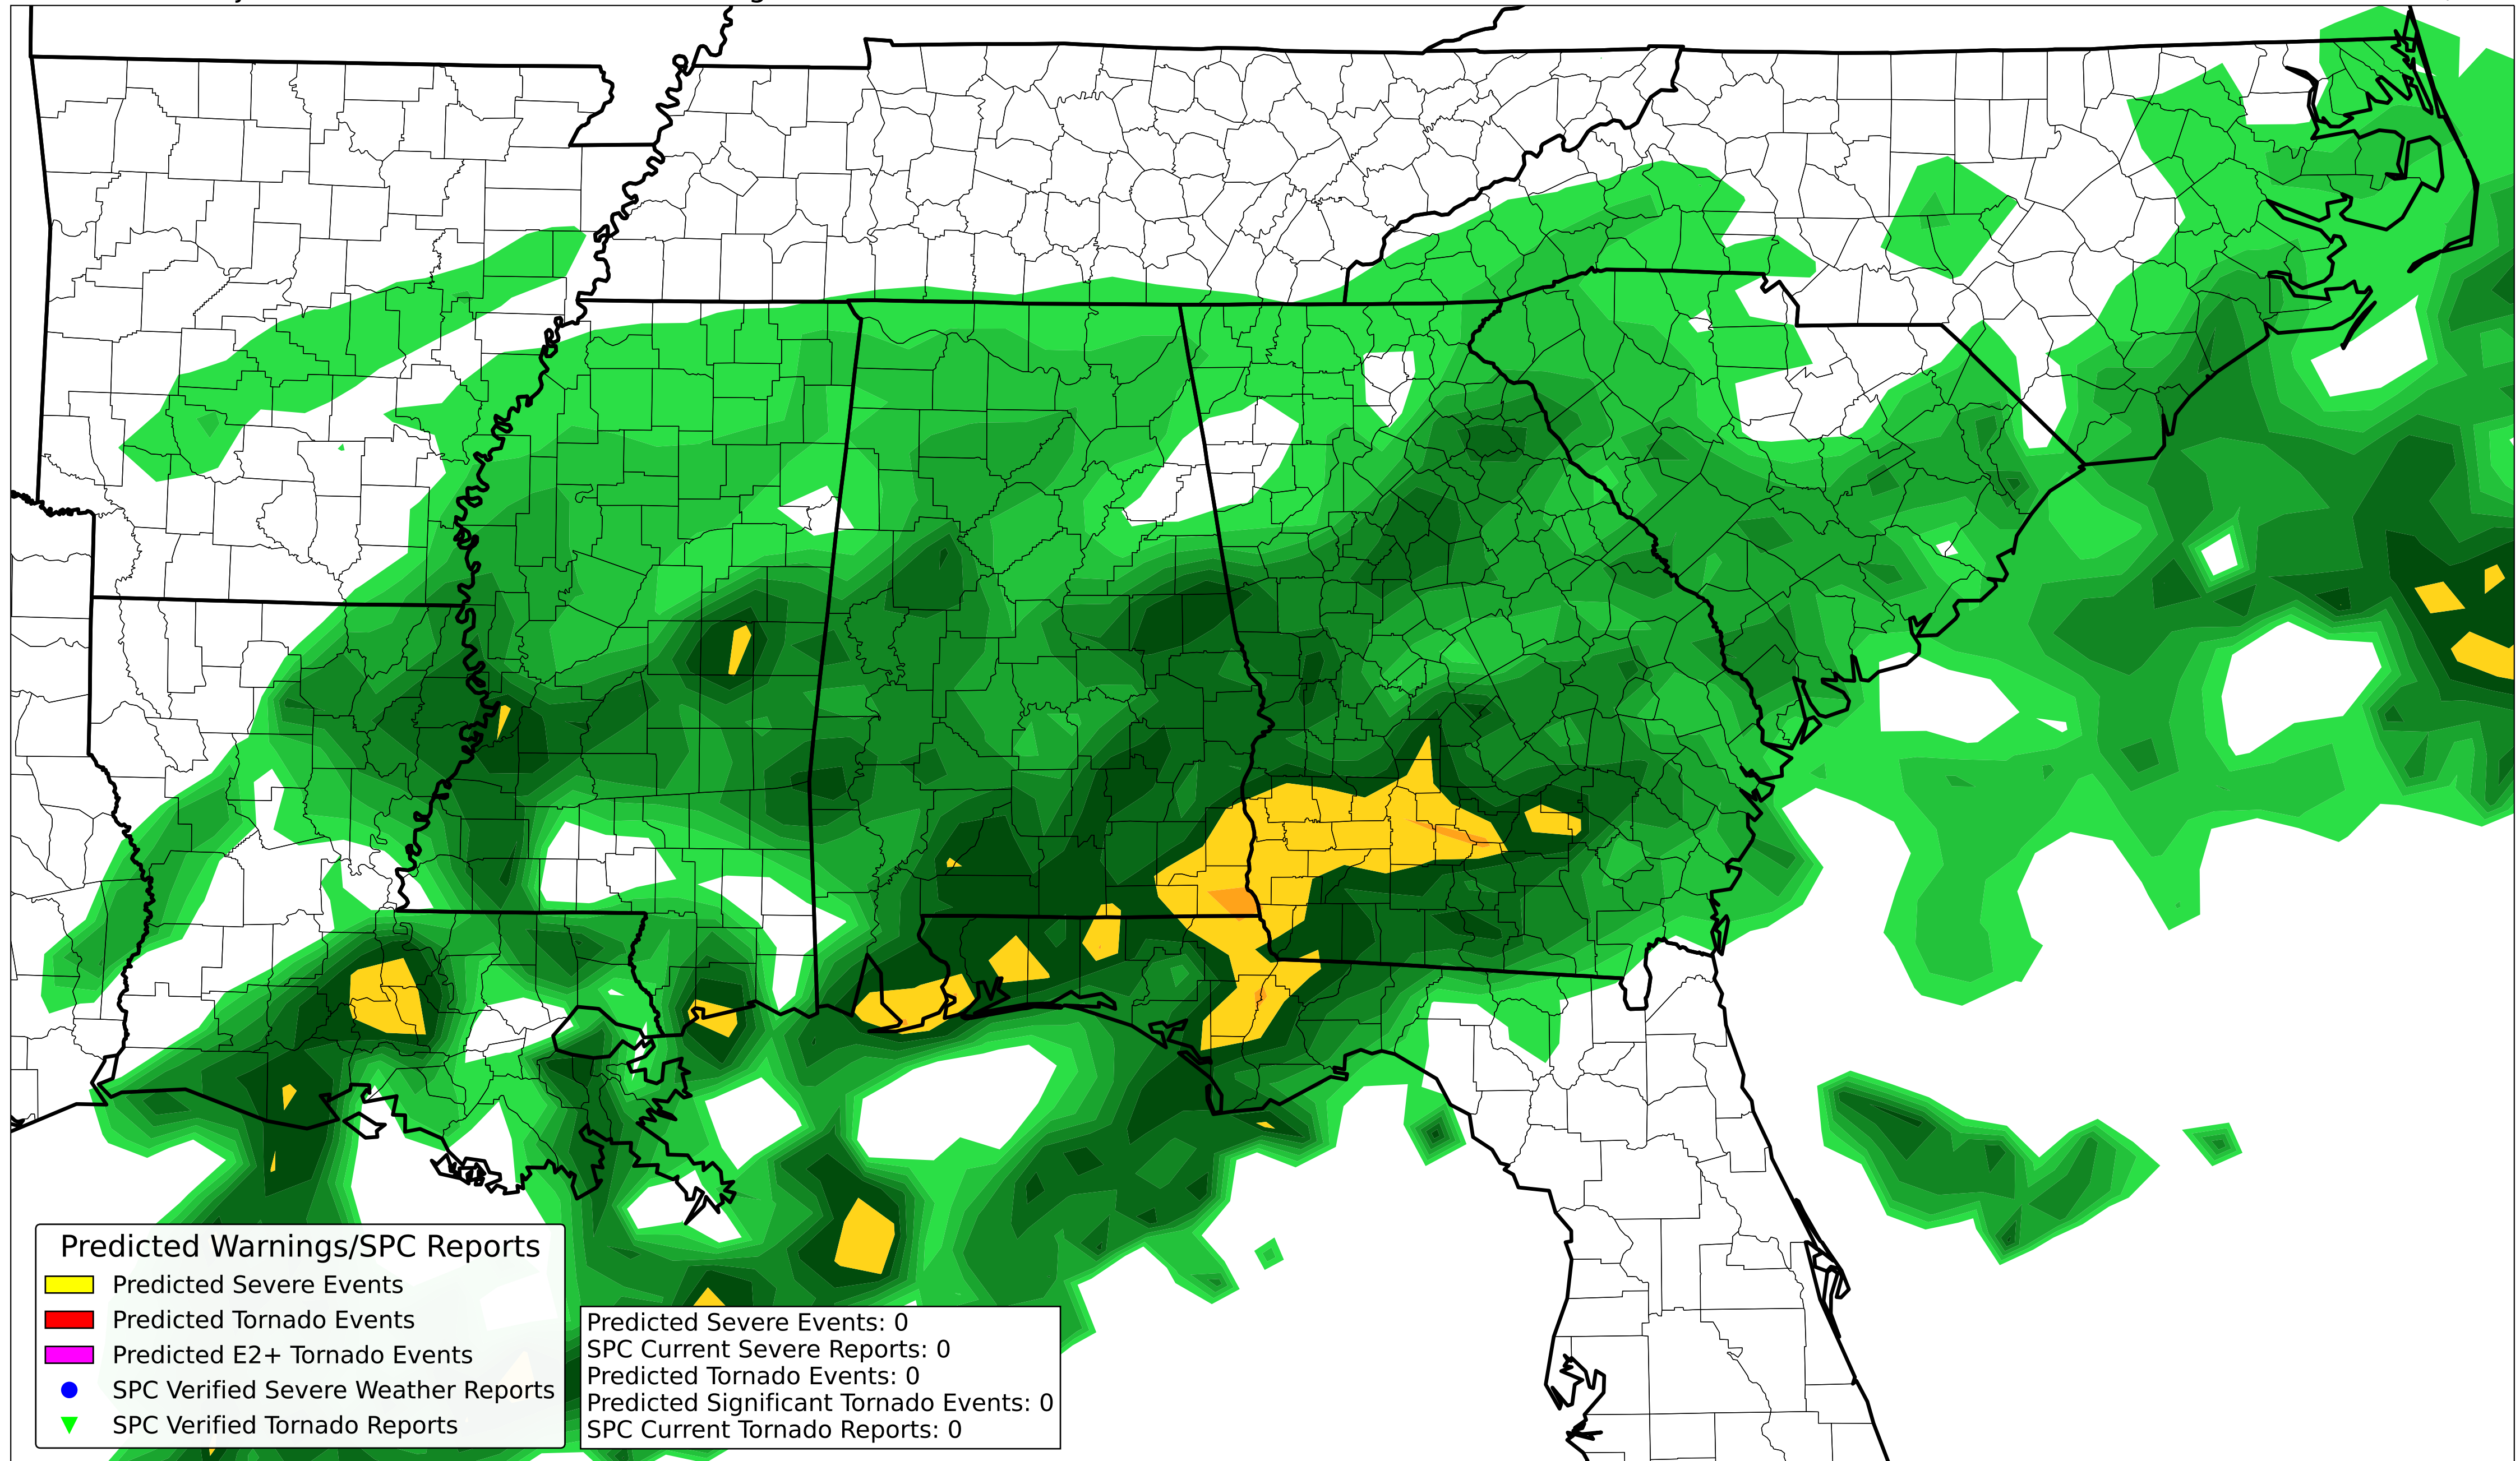 Predicted Warnings/SPC Reports
Predicted Severe Events
Predicted Tornado Events
Predicted E2+ Tornado Events
SPC Verified Severe Weather Reports
SPC Verified Tornado Reports
Predicted Severe Events: 0
SPC Current Severe Reports: 0
Predicted Tornado Events: 0
Predicted Significant Tornado Events: 0
SPC Current Tornado Reports: 0